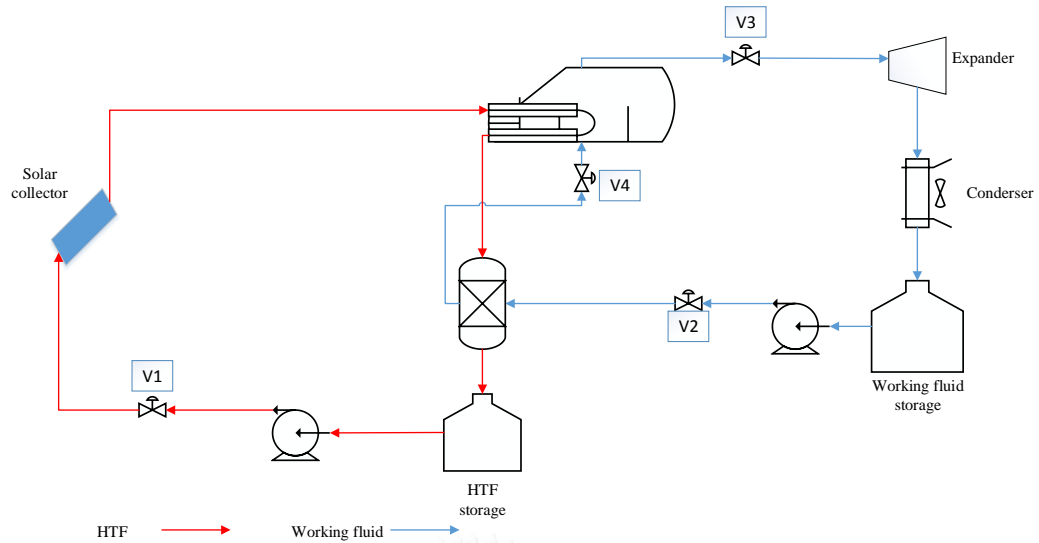 V3
Expander
Solar
collector
V4
Conderser
V2
V1
Working fluid
storage
HTF
storage
HTF
Working fluid